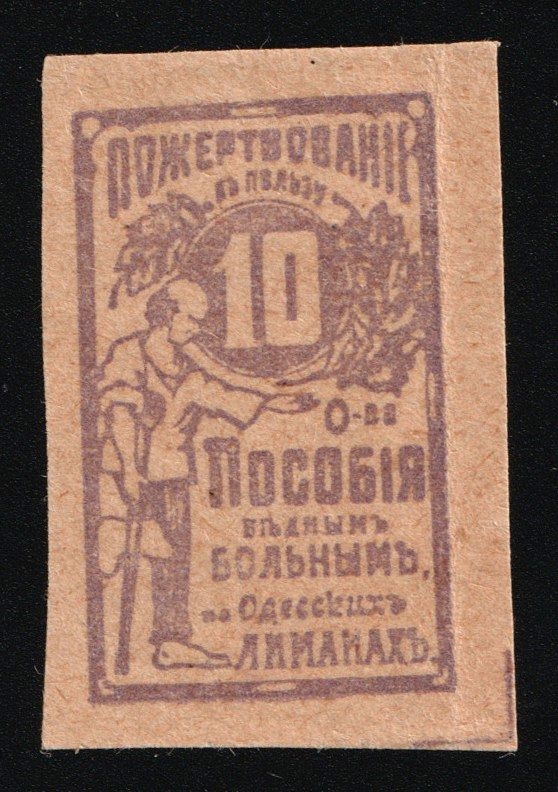 ПОЖЕРТВОВАНІЕ
въ пользу
10
О-ва
ПОСОБІЯ
БѢДНЫМЪ
БОЛЬНЫМЪ,
на Одесскихъ
ЛИМАНАХЪ.